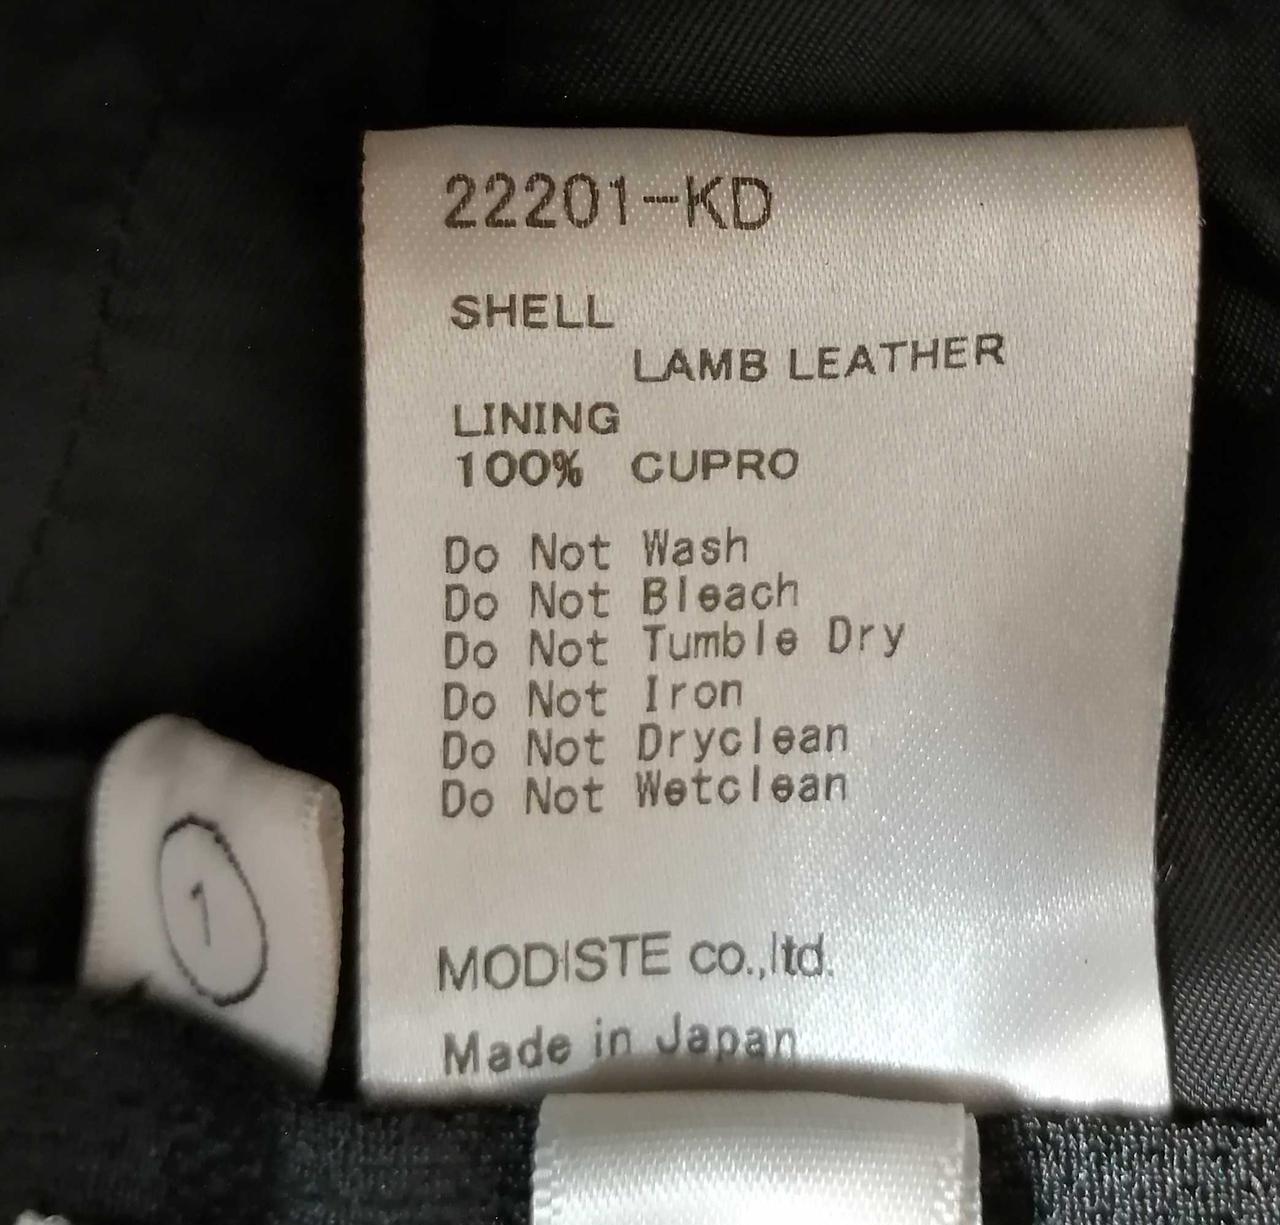 22201-KD
SHELL
LAMB LEATHER
LINING
100% CUPRO
Do Not Wash
Do Not Bleach
Do Not Tumble Dry
Do Not Iron
Do Not Dryclean
Do Not Wetclean
MODISTE co.,ltd.
Made in Japan
1